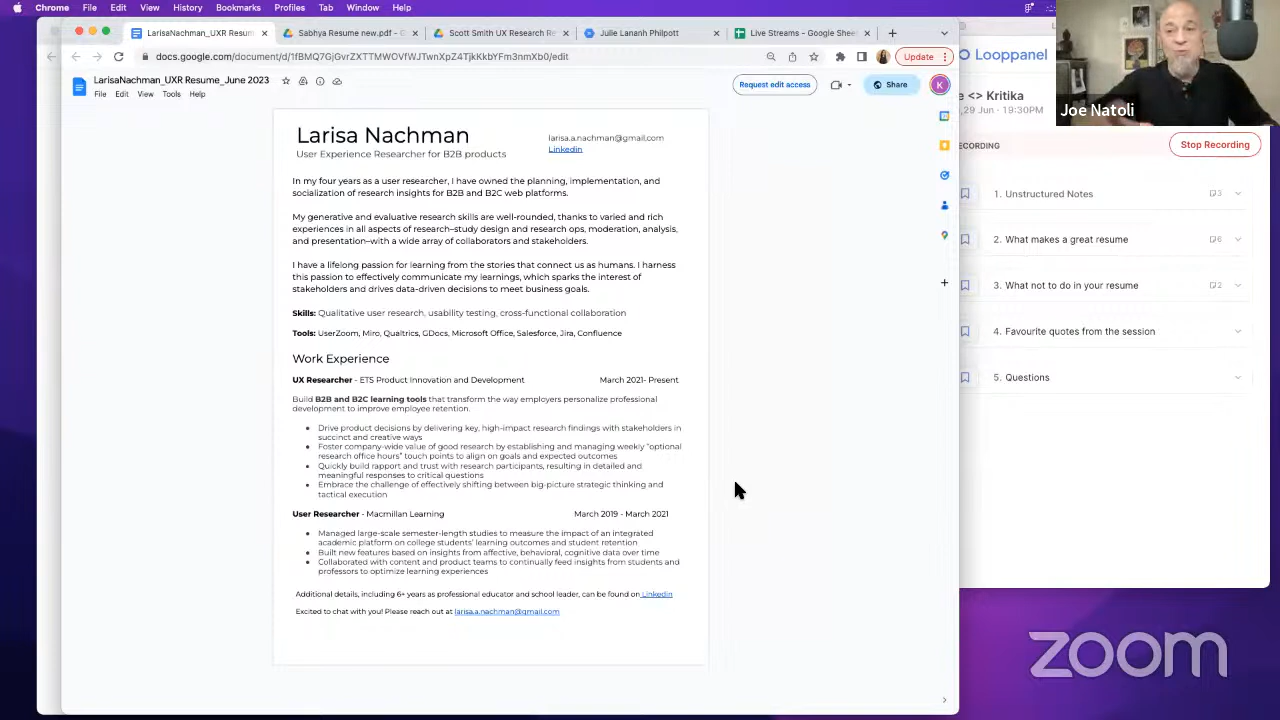 Chrome File Edit View History Bookmarks Profiles Tab Window Help
LarisaNachman_UXR Resum
Sabhya Resume new.pdf - G
Scott Smith UX Research Re
Julie Lananh Philpott
Live Streams - Google Shee
docs.google.com/document/d/1fBMQ7GjGvrZXTTMWOVfWJTwnTzjTjkKkbYFm3nmXb0/edit
Update
LarisaNachman_UXR Resume_June 2023
File Edit View Tools Help
Request edit access
Share
K
Larisa Nachman
larisa.a.nachman@gmail.com
User Experience Researcher for B2B products
Linkedin
In my four years as a user researcher, I have owned the planning, implementation, and
socialization of research insights for B2B and B2C web platforms.
My generative and evaluative research skills are well-rounded, thanks to varied and rich
experiences in all aspects of research–study design and research ops, moderation, analysis,
and presentation–with a wide array of collaborators and stakeholders.
I have a lifelong passion for learning from the stories that connect us as humans. I harness
this passion to effectively communicate my learnings, which sparks the interest of
stakeholders and drives data-driven decisions to meet business goals.
Skills: Qualitative user research, usability testing, cross-functional collaboration
Tools: UserZoom, Miro, Qualtrics, GDocs, Microsoft Office, Salesforce, Jira, Confluence
Work Experience
UX Researcher - ETS Product Innovation and Development March 2021- Present
Build B2B and B2C learning tools that transform the way employers personalize professional
development to improve employee retention.
● Drive product decisions by delivering key, high-impact research findings with stakeholders in
succinct and creative ways
● Foster company-wide value of good research by establishing and managing weekly "optional
research office hours" touch points to align on goals and expected outcomes
● Quickly build rapport and trust with research participants, resulting in detailed and
meaningful responses to critical questions
● Embrace the challenge of effectively shifting between big-picture strategic thinking and
tactical execution
User Researcher - Macmillan Learning March 2019 - March 2021
● Managed large-scale semester-length studies to measure the impact of an integrated
academic platform on college students' learning outcomes and student retention
● Built new features based on insights from affective, behavioral, cognitive data over time
● Collaborated with content and product teams to continually feed insights from students and
professors to optimize learning experiences
Additional details, including 6+ years as professional educator and school leader, can be found on Linkedin
Excited to chat with you! Please reach out at larisa.a.nachman@gmail.com
Looppanel
e <> Kritika
,29 Jun · 19:30PM
Joe Natoli
ECORDING
Stop Recording
1. Unstructured Notes 3
2. What makes a great resume 6
3. What not to do in your resume 2
4. Favourite quotes from the session
5. Questions
zoom